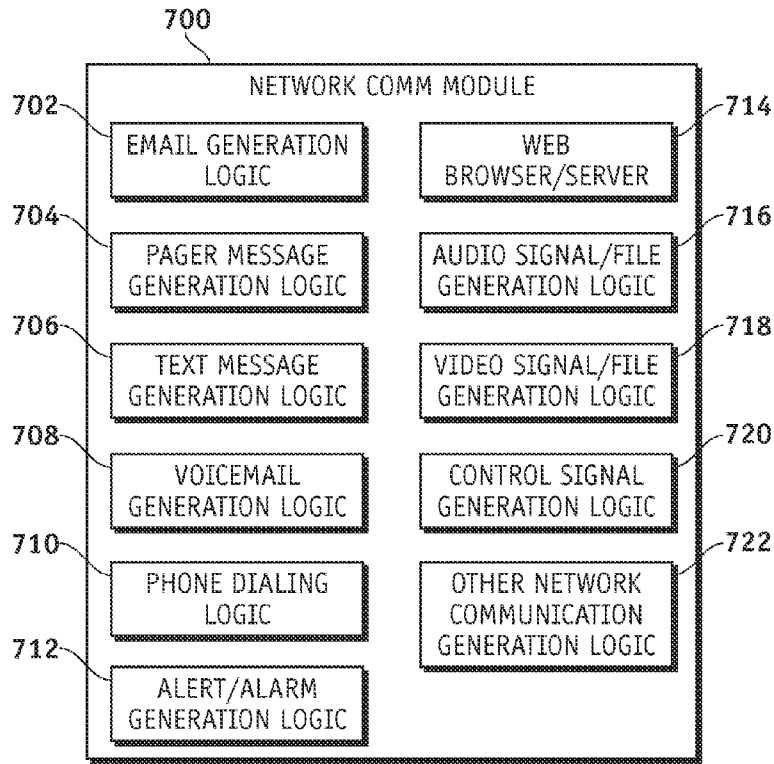 700
NETWORK COMM MODULE
702
EMAIL GENERATION
LOGIC
704
PAGER MESSAGE
GENERATION LOGIC
706
TEXT MESSAGE
GENERATION LOGIC
708
VOICEMAIL
GENERATION LOGIC
710
PHONE DIALING
LOGIC
712
ALERT/ALARM
GENERATION LOGIC
WEB
BROWSER/SERVER
714
AUDIO SIGNAL/FILE
GENERATION LOGIC
716
VIDEO SIGNAL/FILE
GENERATION LOGIC
718
CONTROL SIGNAL
GENERATION LOGIC
720
OTHER NETWORK
COMMUNICATION
GENERATION LOGIC
722